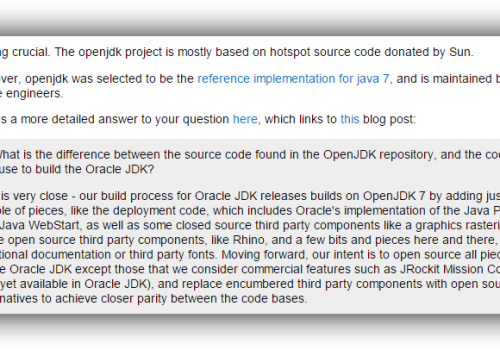 ng crucial. The openjdk project is mostly based on hotspot source code donated by Sun.
ver, openjdk was selected to be the reference implementation for java 7, and is maintained b
e engineers.
s a more detailed answer to your question here, which links to this blog post:
What is the difference between the source code found in the OpenJDK repository, and the cod
use to build the Oracle JDK?
is very close - our build process for Oracle JDK releases builds on OpenJDK 7 by adding jus
ple of pieces, like the deployment code, which includes Oracle's implementation of the Java P
Java WebStart, as well as some closed source third party components like a graphics rasteri
e open source third party components, like Rhino, and a few bits and pieces here and there,
tional documentation or third party fonts. Moving forward, our intent is to open source all piec
e Oracle JDK except those that we consider commercial features such as JRockit Mission Co
yet available in Oracle JDK), and replace encumbered third party components with open sour
natives to achieve closer parity between the code bases.